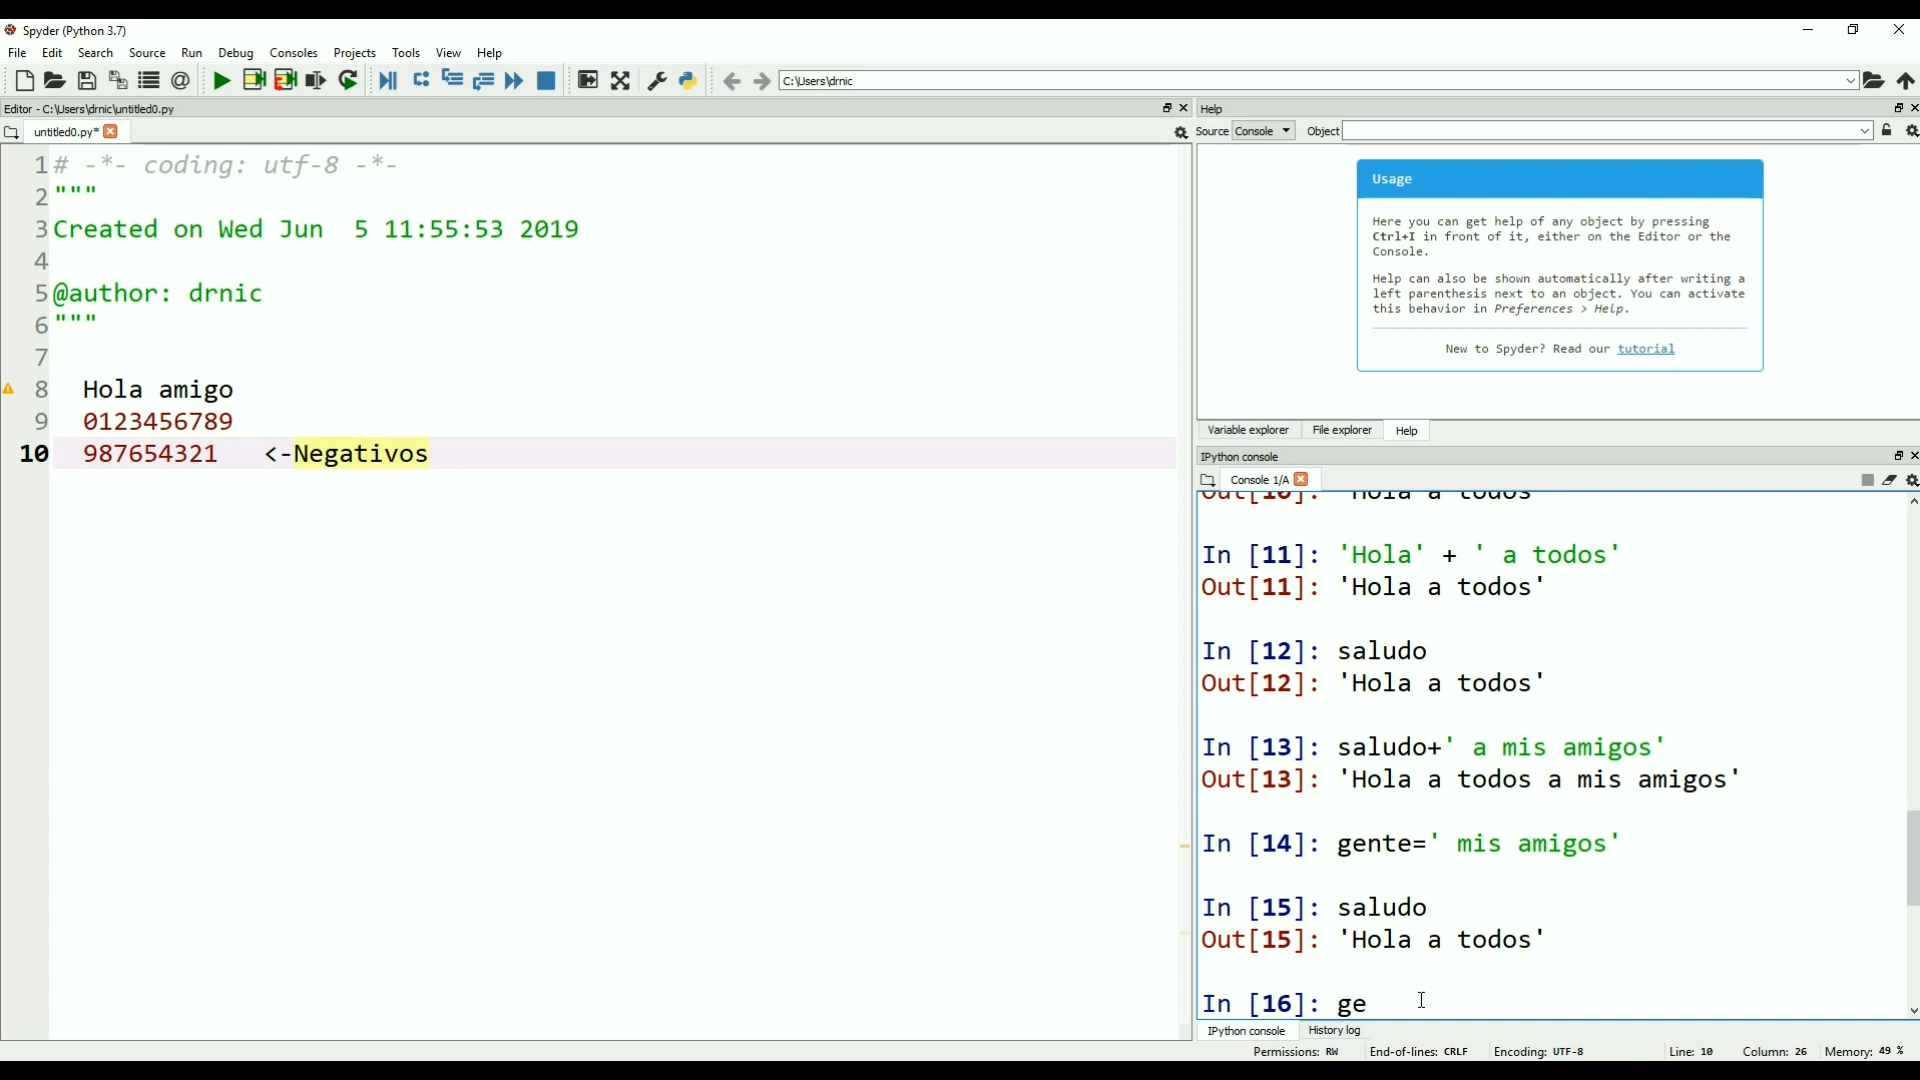 Spyder (Python 3.7)
File Edit Search Source Run Debug Consoles Projects Tools View Help
C:\Users\drnic
Editor - C:\Users\drnic\untitled0.py
untitled0.py*
1 # -*- coding: utf-8 -*-
2 """
3 Created on Wed Jun  5 11:55:53 2019
4
5 @author: drnic
6 """
7
8 Hola amigo
9 0123456789
10 987654321   <-Negativos
Help
Source Console Object
Usage
Here you can get help of any object by pressing
Ctrl+I in front of it, either on the Editor or the
Console.
Help can also be shown automatically after writing a
left parenthesis next to an object. You can activate
this behavior in Preferences > Help.
New to Spyder? Read our tutorial
Variable explorer File explorer Help
IPython console
Console 1/A
Out[10]: 'Hola a todos'
In [11]: 'Hola' + ' a todos'
Out[11]: 'Hola a todos'
In [12]: saludo
Out[12]: 'Hola a todos'
In [13]: saludo+' a mis amigos'
Out[13]: 'Hola a todos a mis amigos'
In [14]: gente=' mis amigos'
In [15]: saludo
Out[15]: 'Hola a todos'
In [16]: ge
IPython console History log
Permissions: RW End-of-lines: CRLF Encoding: UTF-8 Line: 10 Column: 26 Memory: 49 %